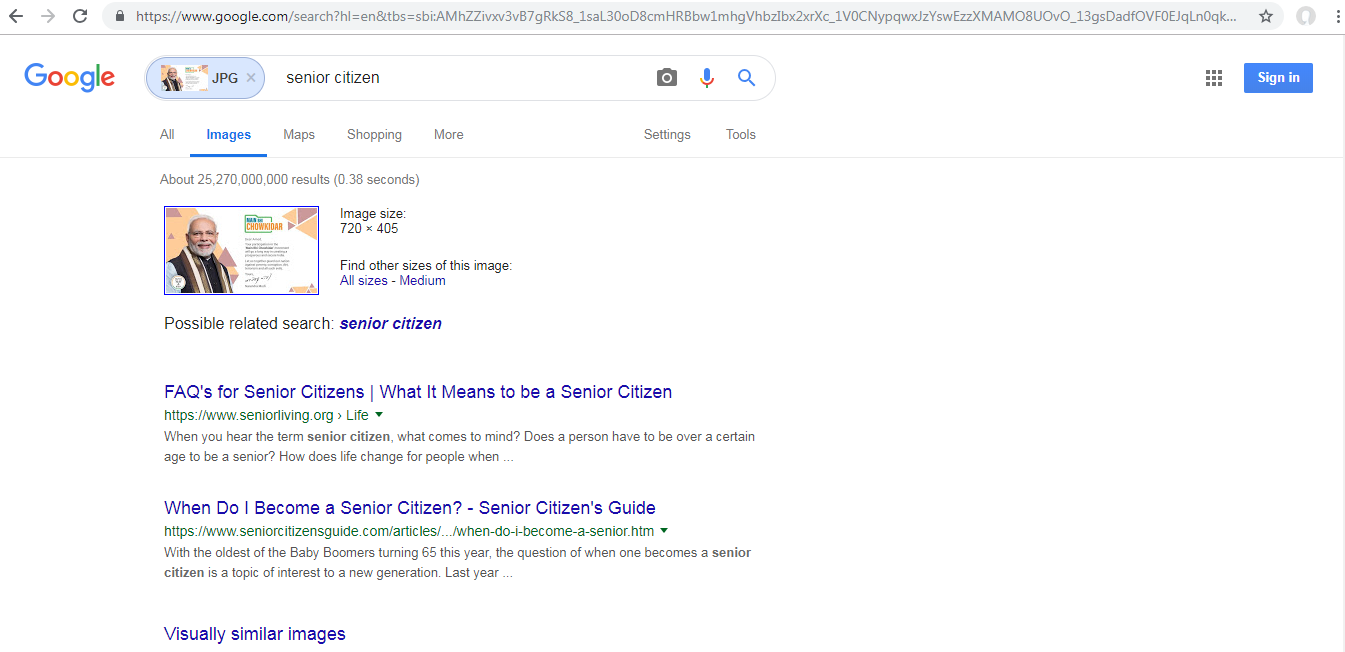 https://www.google.com/search?hl=en&tbs=sbi:AMhZZivxv3vB7gRkS8_1saL30oD8cmHRBbw1mhgVhbzIbx2xrXc_1V0CNypqwxJzYswEzzXMAMO8UOvO_13gsDadfOVF0EJqLn0qk...
Google
JPG × senior citizen
Sign in
All Images Maps Shopping More Settings Tools
About 25,270,000,000 results (0.38 seconds)
MAIN BHI
CHOWKIDAR
Image size:
720 × 405
Find other sizes of this image:
All sizes - Medium
Possible related search: senior citizen
FAQ's for Senior Citizens | What It Means to be a Senior Citizen
https://www.seniorliving.org › Life
When you hear the term senior citizen, what comes to mind? Does a person have to be over a certain
age to be a senior? How does life change for people when ...
When Do I Become a Senior Citizen? - Senior Citizen's Guide
https://www.seniorcitizensguide.com/articles/.../when-do-i-become-a-senior.htm
With the oldest of the Baby Boomers turning 65 this year, the question of when one becomes a senior
citizen is a topic of interest to a new generation. Last year ...
Visually similar images